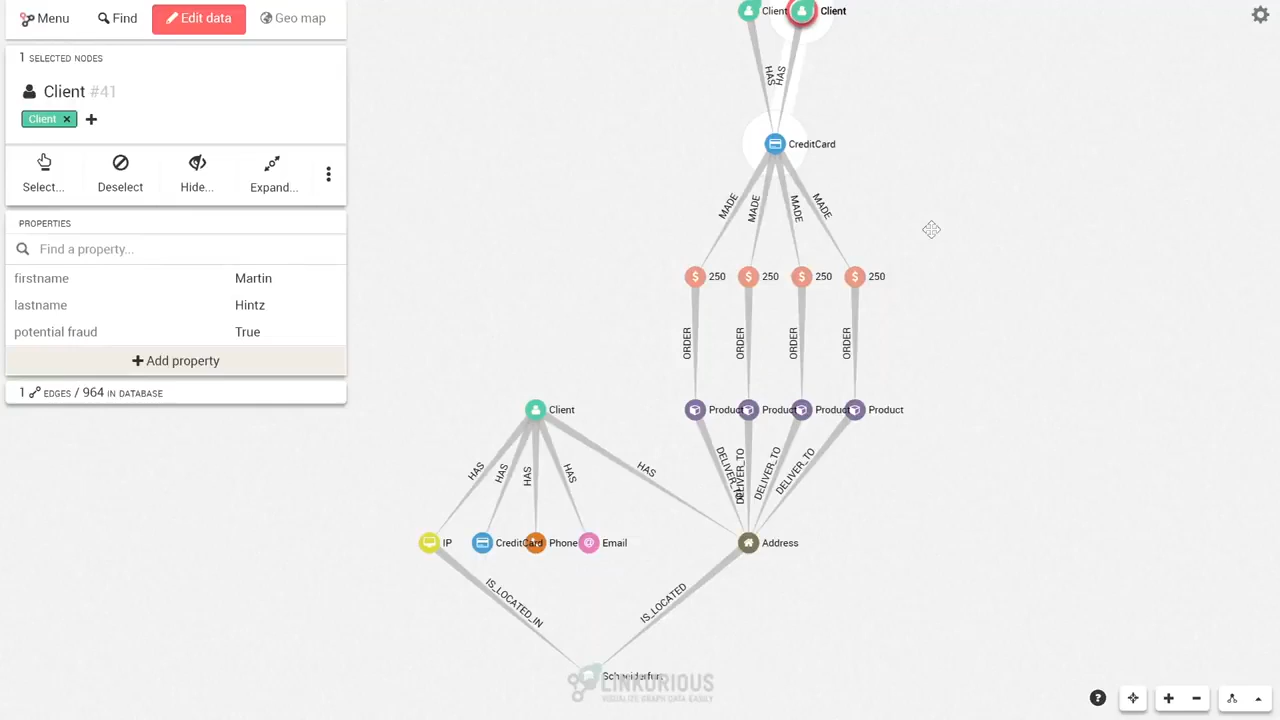 Menu
Find
Edit data
Geo map
1 SELECTED NODES
Client #41
Client ×
Select...
Deselect
Hide...
Expand...
PROPERTIES
Find a property...
firstname Martin
lastname Hintz
potential fraud True
Add property
1 EDGES / 964 IN DATABASE
Client
Client
HAS
HAS
CreditCard
MADE
MADE
MADE
MADE
$ 250
$ 250
$ 250
$ 250
ORDER
ORDER
ORDER
ORDER
Client
Product
Product
Product
Product
HAS
HAS
HAS
HAS
HAS
DELIVER_TO
DELIVER_TO
DELIVER_TO
IP
CreditCard
Phone
@ Email
Address
IS_LOCATED_IN
IS_LOCATED
LINKURIOUS
VISUALIZE GRAPH DATA EASILY
?